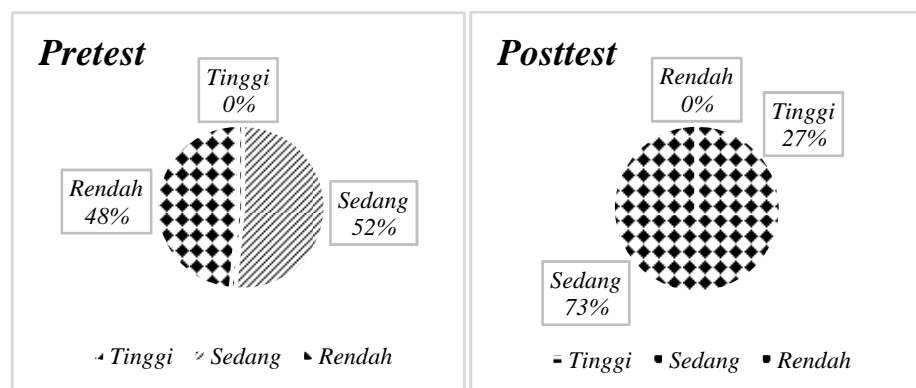 Pretest
Tinggi
0%
Rendah
48%
Sedang
52%
Tinggi Sedang Rendah
Posttest
Rendah
0%
Tinggi
27%
Sedang
73%
Tinggi Sedang Rendah